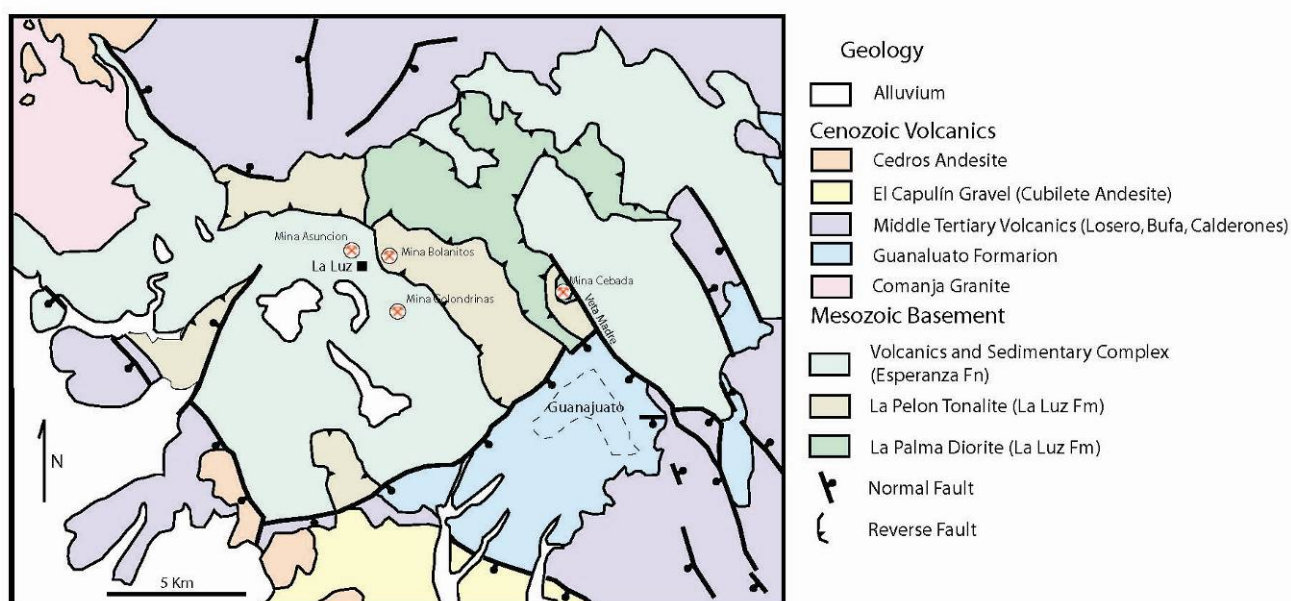 Mina Asuncion
La Luz
Mina Bolanitos
Mina Golondrinas
Mina Cebada
Veta Madre
Guanajuato
N
5 Km
Geology
Alluvium
Cenozoic Volcanics
Cedros Andesite
El Capulín Gravel (Cubilete Andesite)
Middle Tertiary Volcanics (Losero, Bufa, Calderones)
Guanaluato Formarion
Comanja Granite
Mesozoic Basement
Volcanics and Sedimentary Complex
(Esperanza Fn)
La Pelon Tonalite (La Luz Fm)
La Palma Diorite (La Luz Fm)
Normal Fault
Reverse Fault